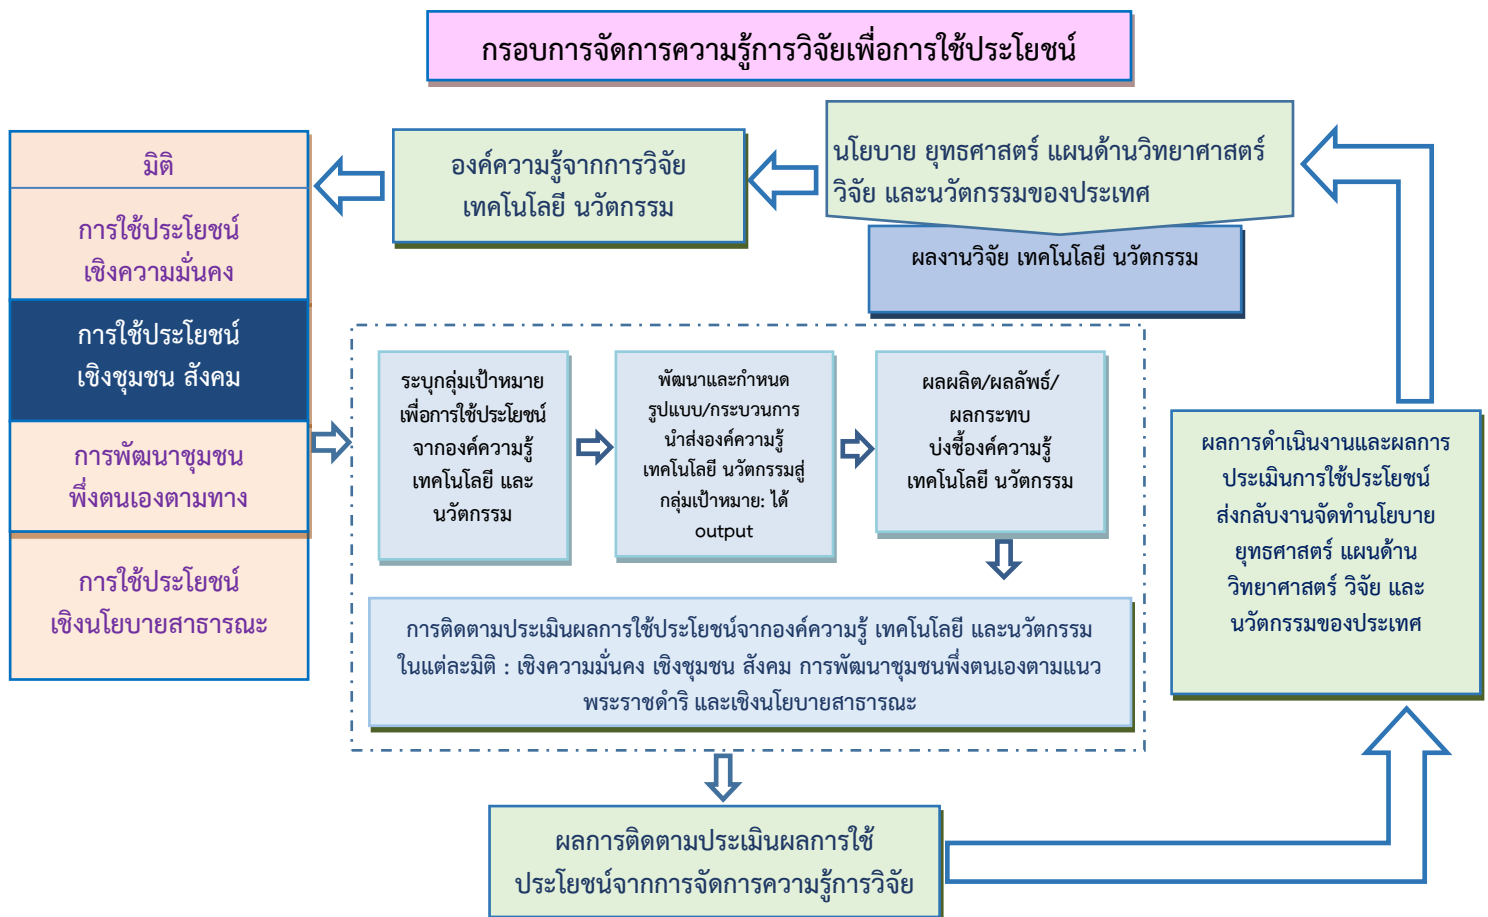 กรอบการจัดการความรู้การวิจัยเพื่อการใช้ประโยชน์
นโยบาย ยุทธศาสตร์ แผนด้านวิทยาศาสตร์
วิจัย และนวัตกรรมของประเทศ
ผลงานวิจัย เทคโนโลยี นวัตกรรม
องค์ความรู้จากการวิจัย
เทคโนโลยี นวัตกรรม
มิติ
การใช้ประโยชน์
เชิงความมั่นคง
การใช้ประโยชน์
เชิงชุมชน สังคม
การพัฒนาชุมชน
พึ่งตนเองตามทาง
การใช้ประโยชน์
เชิงนโยบายสาธารณะ
ระบุกลุ่มเป้าหมาย
เพื่อการใช้ประโยชน์
จากองค์ความรู้
เทคโนโลยี และ
นวัตกรรม
พัฒนาและกำหนด
รูปแบบ/กระบวนการ
นำส่งองค์ความรู้
เทคโนโลยี นวัตกรรมสู่
กลุ่มเป้าหมาย: ได้
output
ผลผลิต/ผลลัพธ์/
ผลกระทบ
บ่งชี้องค์ความรู้
เทคโนโลยี นวัตกรรม
การติดตามประเมินผลการใช้ประโยชน์จากองค์ความรู้ เทคโนโลยี และนวัตกรรม
ในแต่ละมิติ : เชิงความมั่นคง เชิงชุมชน สังคม การพัฒนาชุมชนพึ่งตนเองตามแนว
พระราชดำริ และเชิงนโยบายสาธารณะ
ผลการติดตามประเมินผลการใช้
ประโยชน์จากการจัดการความรู้การวิจัย
ผลการดำเนินงานและผลการ
ประเมินการใช้ประโยชน์
ส่งกลับงานจัดทำนโยบาย
ยุทธศาสตร์ แผนด้าน
วิทยาศาสตร์ วิจัย และ
นวัตกรรมของประเทศ